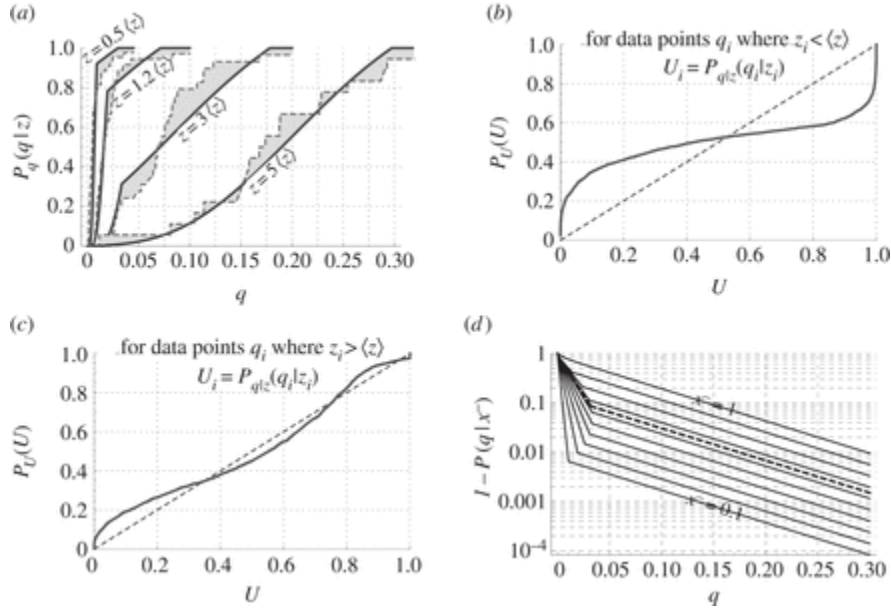 (a)
1.0
0.8
0.6
0.4
0.2
0
P_q(q|z)
z=0.5⟨z⟩
z=1.2⟨z⟩
z=3⟨z⟩
z=5⟨z⟩
0 0.05 0.10 0.15 0.20 0.25 0.30
q
(b)
for data points q_i where z_i<⟨z⟩
U_i=P_{q|z}(q_i|z_i)
1.0
0.8
0.6
0.4
0.2
0
P_U(U)
0 0.2 0.4 0.6 0.8 1.0
U
(c)
for data points q_i where z_i>⟨z⟩
U_i=P_{q|z}(q_i|z_i)
1.0
0.8
0.6
0.4
0.2
0
P_U(U)
0 0.2 0.4 0.6 0.8 1.0
U
(d)
1
0.1
0.01
0.001
10⁻⁴
=1
=0.1
0 0.05 0.10 0.15 0.20 0.25 0.30
q